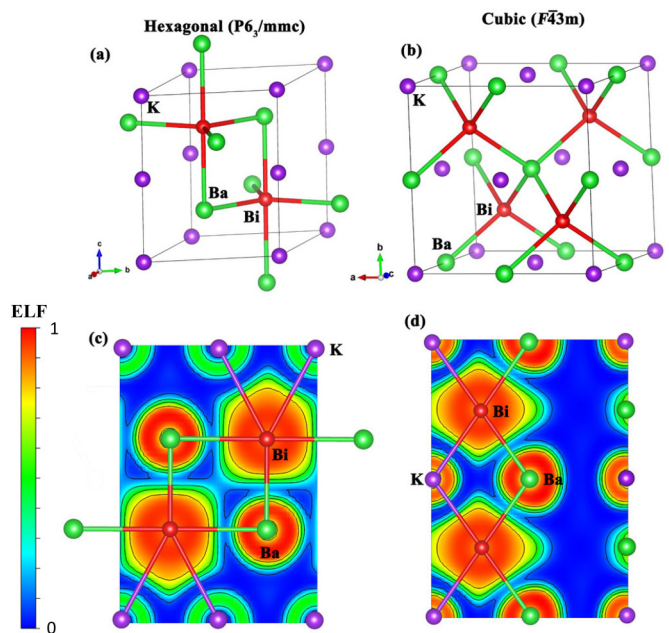 Hexagonal (P6₃/mmc)
Cubic (F4̅3m)
(a)
(b)
K
K
Ba
Bi
Bi
Ba
c
a
b
b
a
c
ELF
1
(c)
(d)
K
Bi
Bi
K
Ba
Ba
0